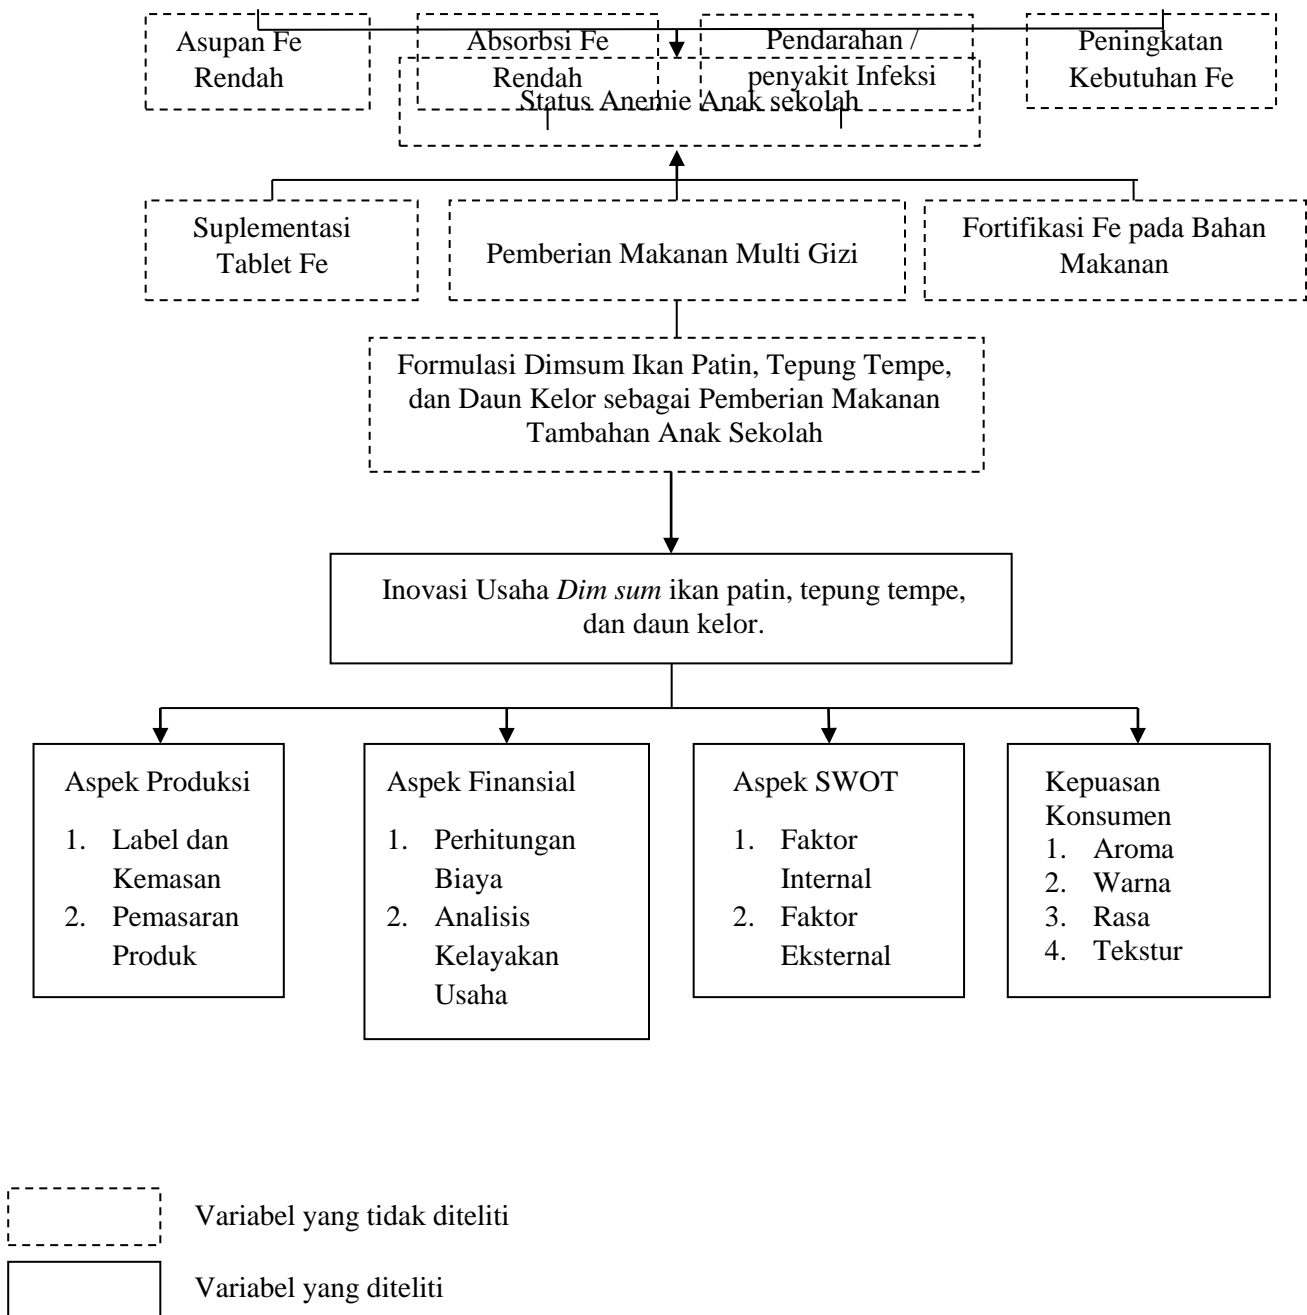 Asupan Fe
Rendah
Absorbsi Fe
Rendah
Pendarahan /
penyakit Infeksi
Peningkatan
Kebutuhan Fe
Status Anemie Anak sekolah
Suplementasi
Tablet Fe
Pemberian Makanan Multi Gizi
Fortifikasi Fe pada Bahan
Makanan
Formulasi Dimsum Ikan Patin, Tepung Tempe,
dan Daun Kelor sebagai Pemberian Makanan
Tambahan Anak Sekolah
Inovasi Usaha Dim sum ikan patin, tepung tempe,
dan daun kelor.
Aspek Produksi
1. Label dan
Kemasan
2. Pemasaran
Produk
Aspek Finansial
1. Perhitungan
Biaya
2. Analisis
Kelayakan
Usaha
Aspek SWOT
1. Faktor
Internal
2. Faktor
Eksternal
Kepuasan
Konsumen
1. Aroma
2. Warna
3. Rasa
4. Tekstur
Variabel yang tidak diteliti
Variabel yang diteliti